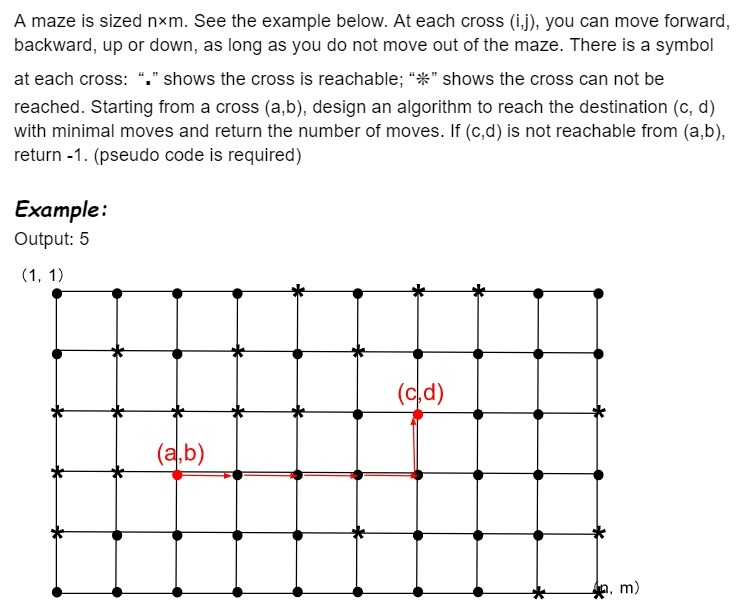 A maze is sized n×m. See the example below. At each cross (i,j), you can move forward,
backward, up or down, as long as you do not move out of the maze. There is a symbol
at each cross: “.” shows the cross is reachable; “*” shows the cross can not be
reached. Starting from a cross (a,b), design an algorithm to reach the destination (c, d)
with minimal moves and return the number of moves. If (c,d) is not reachable from (a,b),
return -1. (pseudo code is required)
Example:
Output: 5
(1, 1)
(c,d)
(a,b)
(n, m)